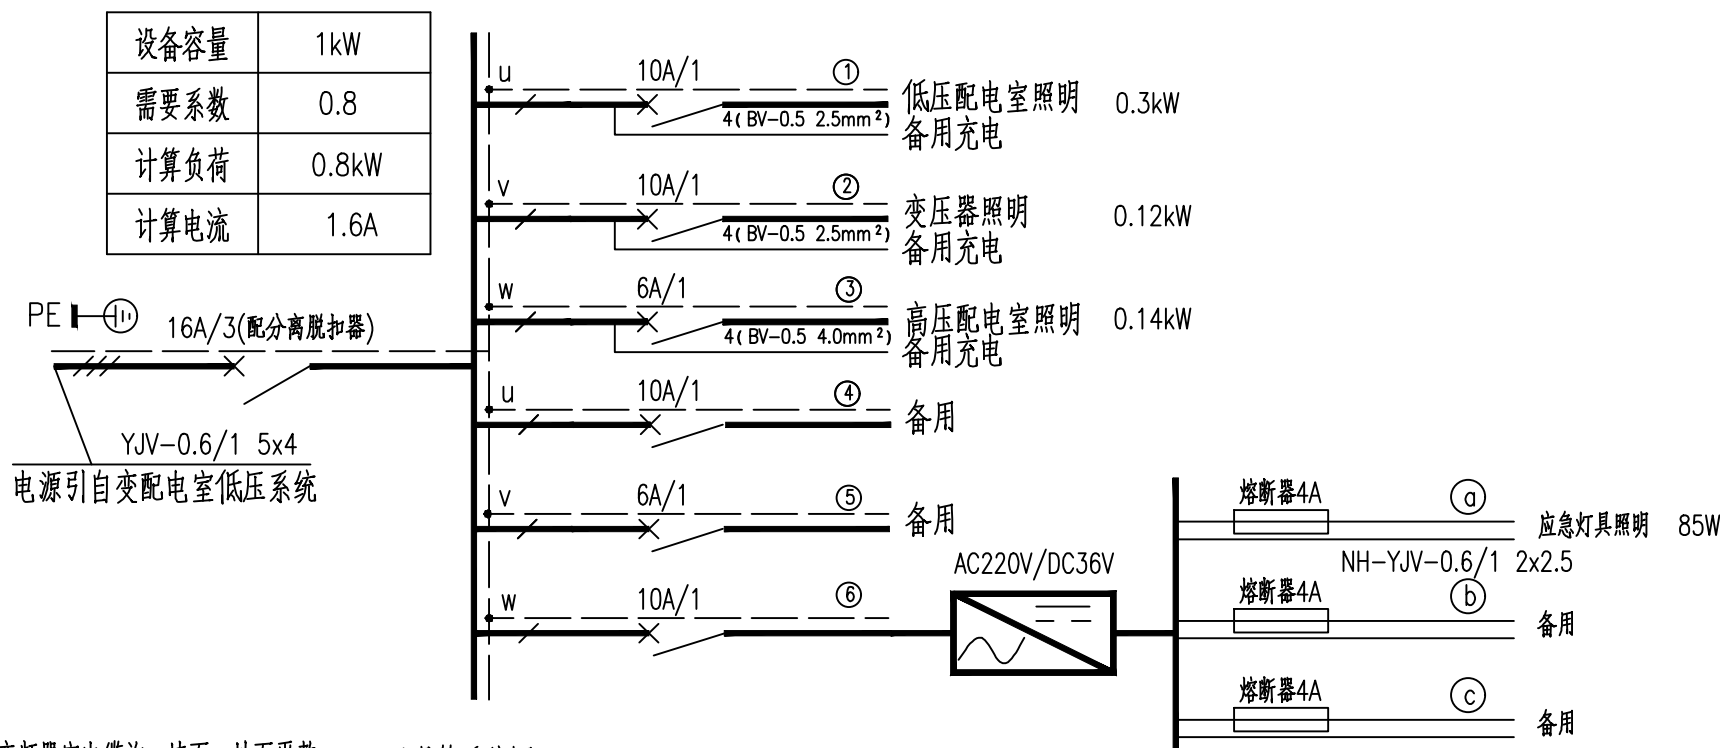 设备容量 1kW
需要系数 0.8
计算负荷 0.8kW
计算电流 1.6A
PE
16A/3(配分离脱扣器)
YJV-0.6/1 5x4
电源引自变配电室低压系统
u 10A/1 ①
低压配电室照明 0.3kW
4(BV-0.5 2.5mm²)
备用充电
v 10A/1 ②
变压器照明 0.12kW
4(BV-0.5 2.5mm²)
备用充电
w 6A/1 ③
高压配电室照明 0.14kW
4(BV-0.5 4.0mm²)
备用充电
u 10A/1 ④
备用
v 6A/1 ⑤
备用
w 10A/1 ⑥
AC220V/DC36V
熔断器4A ⓐ
应急灯具照明 85W
NH-YJV-0.6/1 2x2.5
熔断器4A ⓑ
备用
熔断器4A ⓒ
备用